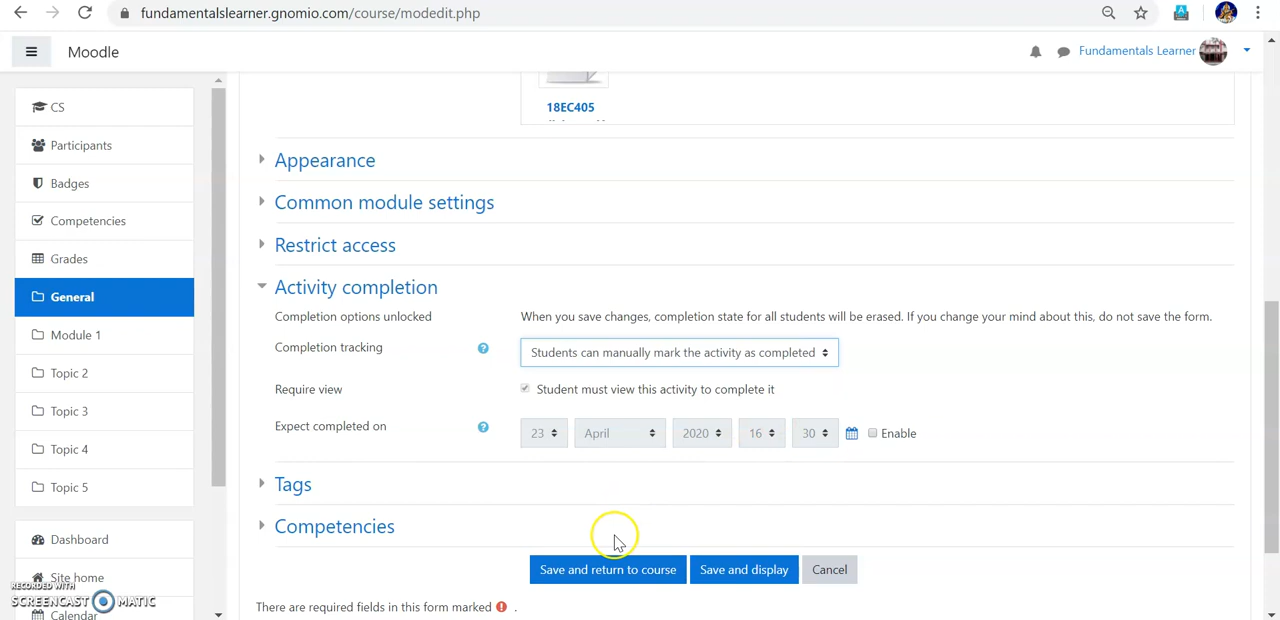 fundamentalslearner.gnomio.com/course/modedit.php
Moodle
Fundamentals Learner
CS
Participants
Badges
Competencies
Grades
General
Module 1
Topic 2
Topic 3
Topic 4
Topic 5
Dashboard
Site home
Calendar
18EC405
Appearance
Common module settings
Restrict access
Activity completion
Completion options unlocked When you save changes, completion state for all students will be erased. If you change your mind about this, do not save the form.
Completion tracking ? Students can manually mark the activity as completed
Require view Student must view this activity to complete it
Expect completed on ? 23 April 2020 16 30 Enable
Tags
Competencies
Save and return to course Save and display Cancel
There are required fields in this form marked ! .
RECORDED WITH
SCREENCAST MATIC